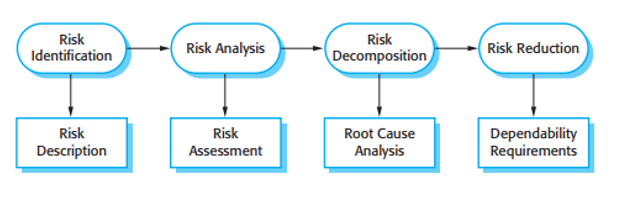 Risk
Identification
Risk Analysis
Risk
Decomposition
Risk Reduction
Risk
Description
Risk
Assessment
Root Cause
Analysis
Dependability
Requirements